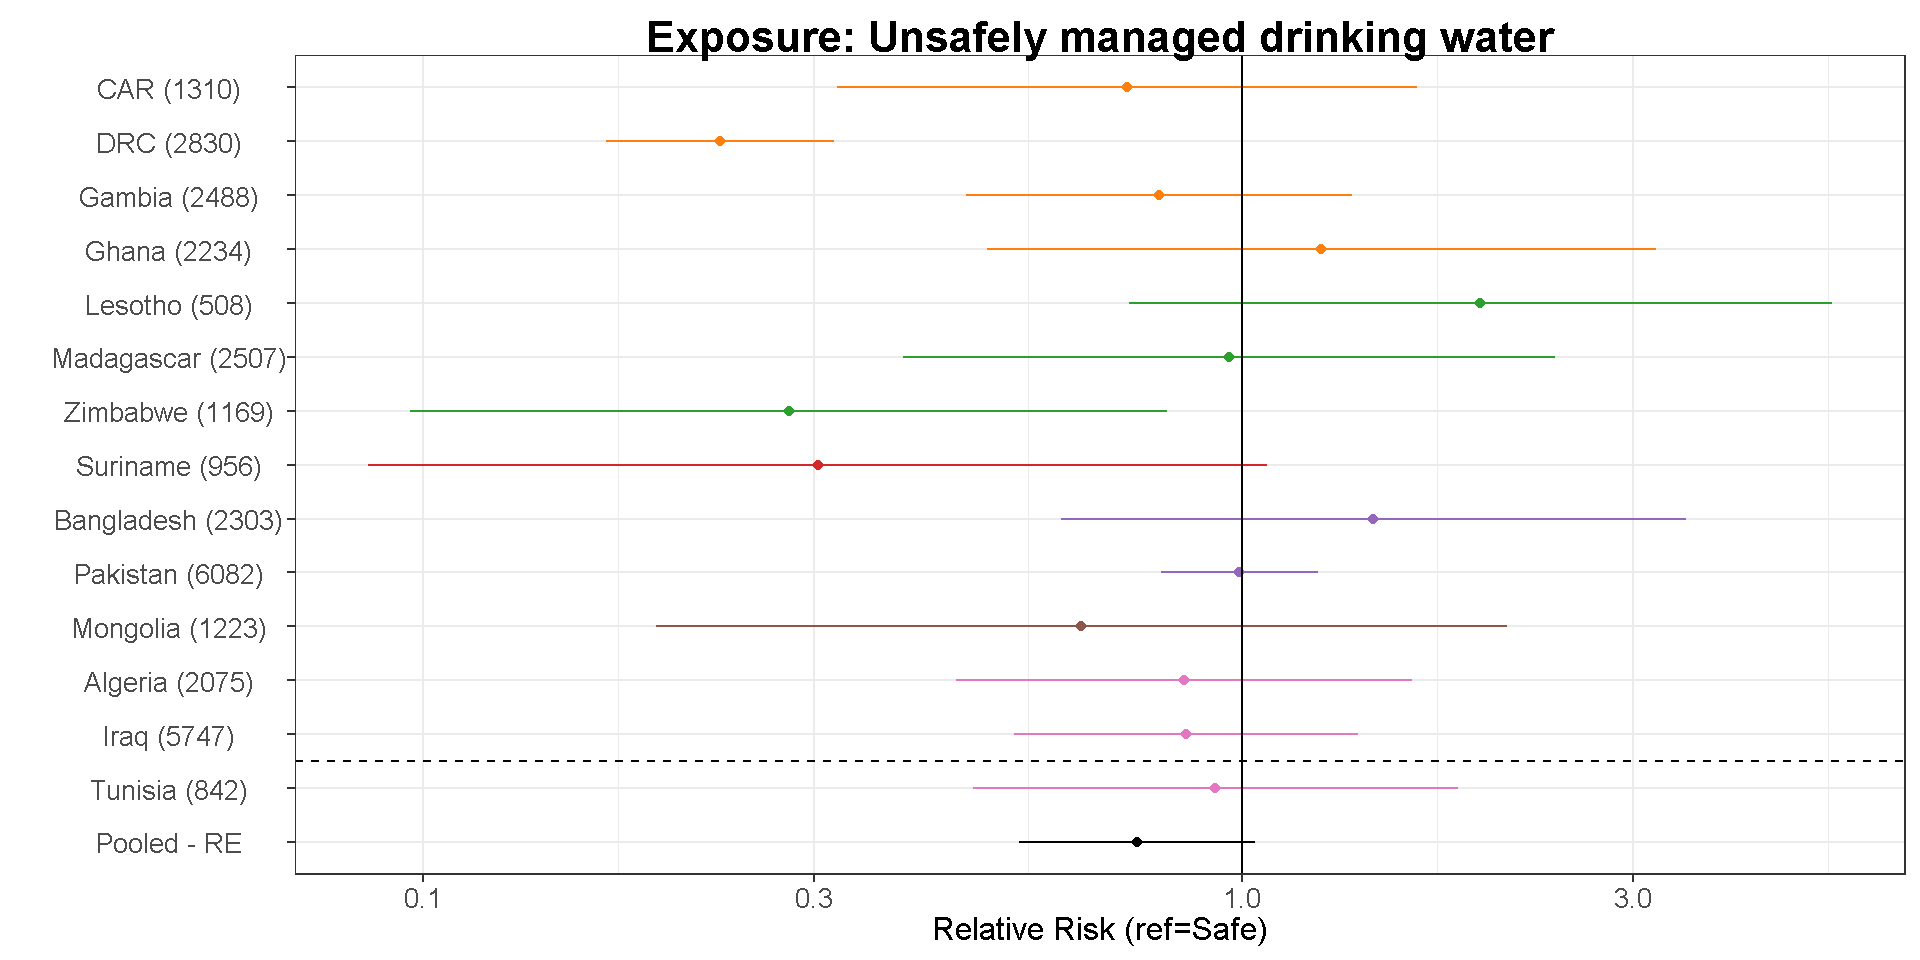 Exposure: Unsafely managed drinking water
CAR (1310)
DRC (2830)
Gambia (2488)
Ghana (2234)
Lesotho (508)
Madagascar (2507)
Zimbabwe (1169)
Suriname (956)
Bangladesh (2303)
Pakistan (6082)
Mongolia (1223)
Algeria (2075)
Iraq (5747)
Tunisia (842)
Pooled - RE
0.1 0.3 1.0 3.0
Relative Risk (ref=Safe)